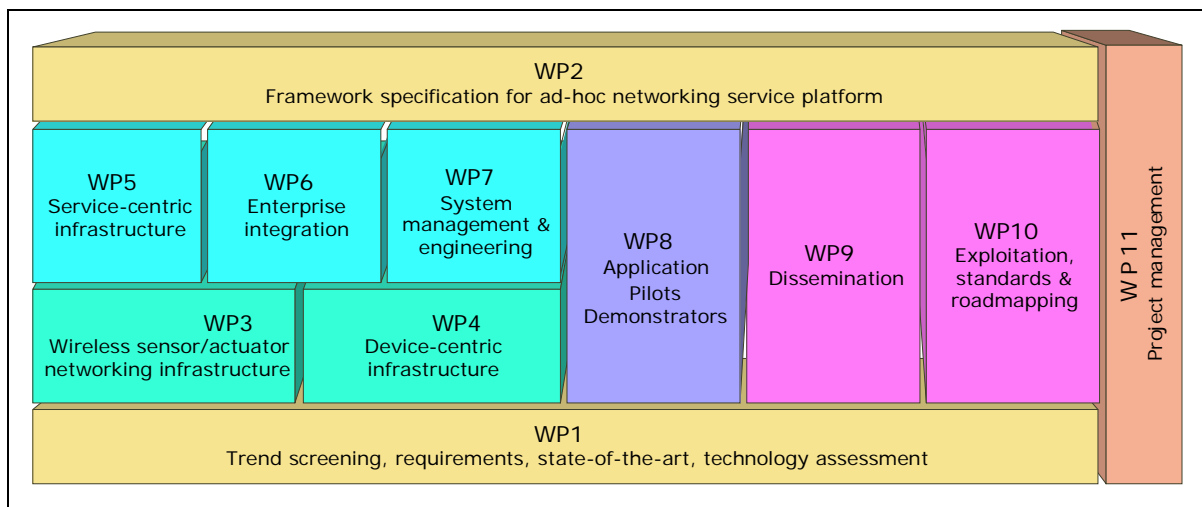 WP2
Framework specification for ad-hoc networking service platform
WP5
Service-centric
infrastructure
WP6
Enterprise
integration
WP7
System
management &
engineering
WP3
Wireless sensor/actuator
networking infrastructure
WP4
Device-centric
infrastructure
WP8
Application
Pilots
Demonstrators
WP9
Dissemination
WP10
Exploitation,
standards &
roadmapping
WP11
Project management
WP1
Trend screening, requirements, state-of-the-art, technology assessment